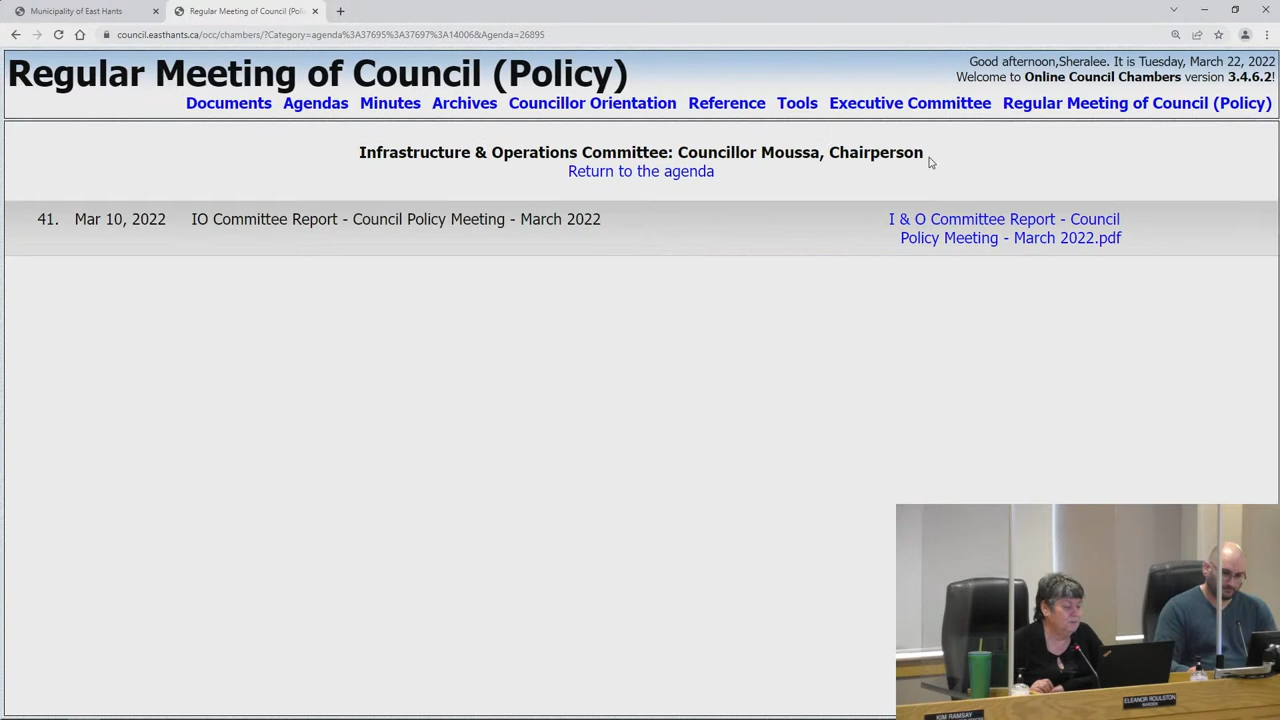 Municipality of East Hants
Regular Meeting of Council (Poli
council.easthants.ca/occ/chambers/?Category=agenda%3A37695%3A37697%3A14006&Agenda=26895
Regular Meeting of Council (Policy)
Good afternoon,Sheralee. It is Tuesday, March 22, 2022
Welcome to Online Council Chambers version 3.4.6.2!
Documents Agendas Minutes Archives Councillor Orientation Reference Tools Executive Committee Regular Meeting of Council (Policy)
Infrastructure & Operations Committee: Councillor Moussa, Chairperson
Return to the agenda
41. Mar 10, 2022 IO Committee Report - Council Policy Meeting - March 2022 I & O Committee Report - Council
Policy Meeting - March 2022.pdf
ELEANOR ROULSTON
WARDEN
KIM RAMSAY